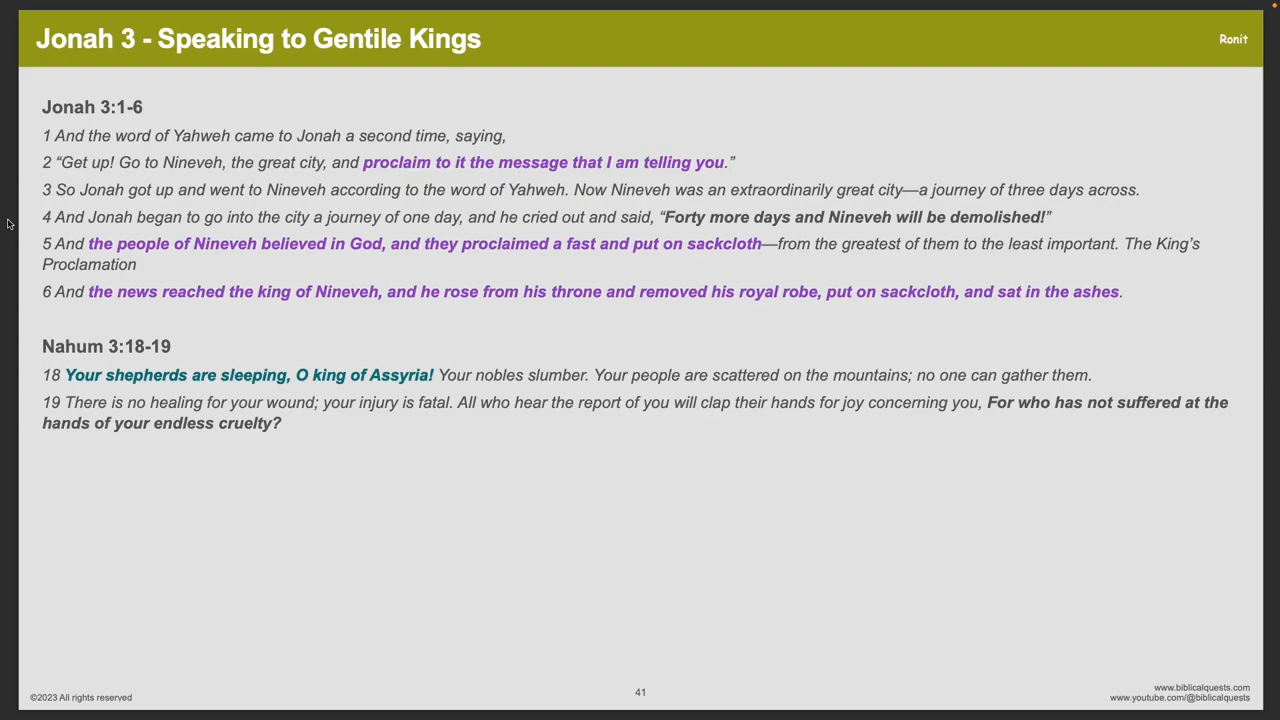 Jonah 3 - Speaking to Gentile Kings
Ronit
Jonah 3:1-6
1 And the word of Yahweh came to Jonah a second time, saying,
2 “Get up! Go to Nineveh, the great city, and proclaim to it the message that I am telling you.”
3 So Jonah got up and went to Nineveh according to the word of Yahweh. Now Nineveh was an extraordinarily great city—a journey of three days across.
4 And Jonah began to go into the city a journey of one day, and he cried out and said, “Forty more days and Nineveh will be demolished!”
5 And the people of Nineveh believed in God, and they proclaimed a fast and put on sackcloth—from the greatest of them to the least important. The King’s
Proclamation
6 And the news reached the king of Nineveh, and he rose from his throne and removed his royal robe, put on sackcloth, and sat in the ashes.
Nahum 3:18-19
18 Your shepherds are sleeping, O king of Assyria! Your nobles slumber. Your people are scattered on the mountains; no one can gather them.
19 There is no healing for your wound; your injury is fatal. All who hear the report of you will clap their hands for joy concerning you, For who has not suffered at the
hands of your endless cruelty?
©2023 All rights reserved
41
www.biblicalquests.com
www.youtube.com/@biblicalquests